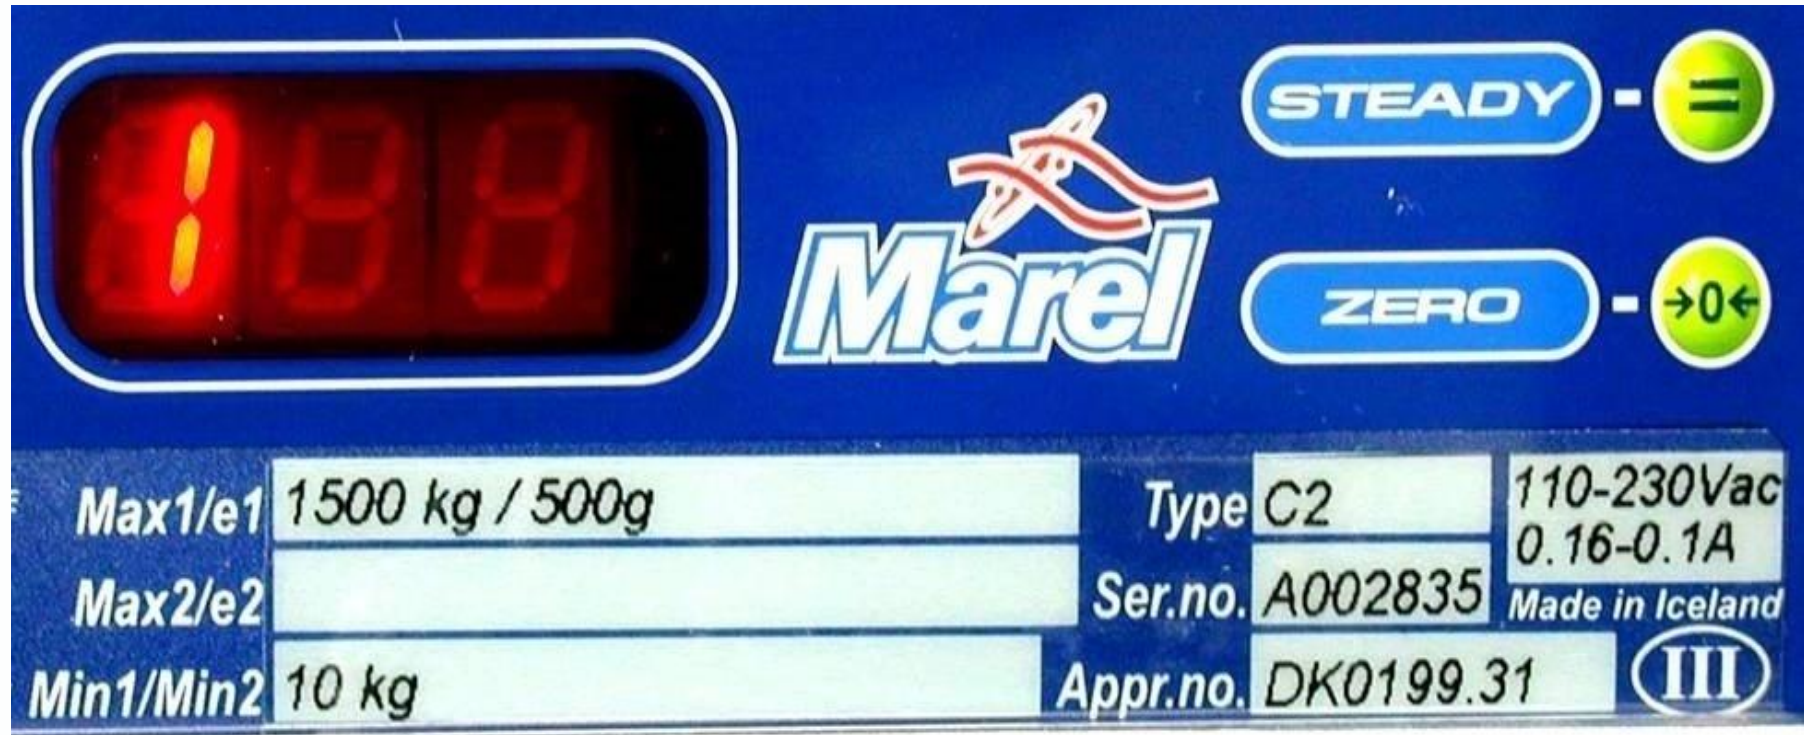 1
Marel
STEADY
=
ZERO
→0←
Max1/e1 1500 kg / 500g
Max2/e2
Min1/Min2 10 kg
Type C2
Ser.no. A002835
Appr.no. DK0199.31
110-230Vac
0.16-0.1A
Made in Iceland
III